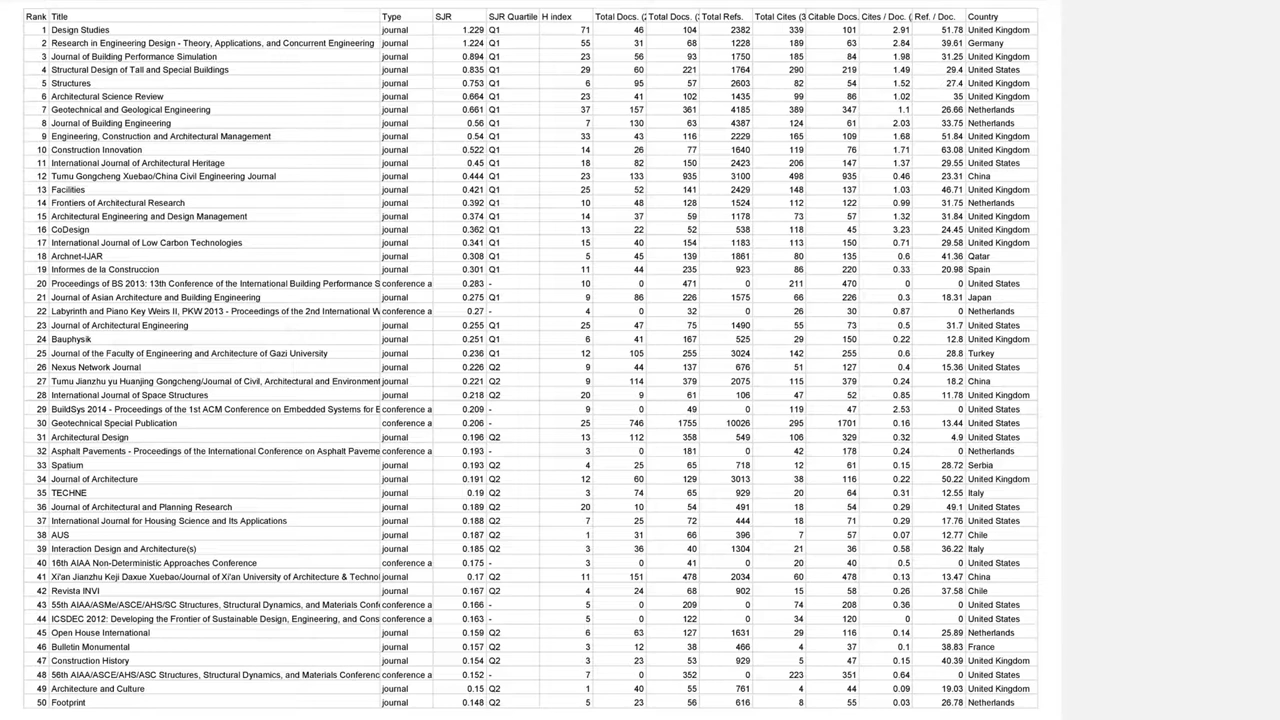 Rank Title Type SJR SJR Quartile H index Total Docs. (2 Total Docs. (3 Total Refs. Total Cites (3 Citable Docs. Cites / Doc. ( Ref. / Doc. Country
1 Design Studies journal 1.229 Q1 71 46 104 2382 339 101 2.91 51.78 United Kingdom
2 Research in Engineering Design - Theory, Applications, and Concurrent Engineering journal 1.224 Q1 55 31 68 1228 189 63 2.84 39.61 Germany
3 Journal of Building Performance Simulation journal 0.894 Q1 23 56 93 1750 185 84 1.98 31.25 United Kingdom
4 Structural Design of Tall and Special Buildings journal 0.835 Q1 29 60 221 1764 290 219 1.49 29.4 United States
5 Structures journal 0.753 Q1 6 95 57 2603 82 54 1.52 27.4 United Kingdom
6 Architectural Science Review journal 0.664 Q1 23 41 102 1435 99 86 1.02 35 United Kingdom
7 Geotechnical and Geological Engineering journal 0.661 Q1 37 157 361 4185 389 347 1.1 26.66 Netherlands
8 Journal of Building Engineering journal 0.56 Q1 7 130 63 4387 124 61 2.03 33.75 Netherlands
9 Engineering, Construction and Architectural Management journal 0.54 Q1 33 43 116 2229 165 109 1.68 51.84 United Kingdom
10 Construction Innovation journal 0.522 Q1 14 26 77 1640 119 76 1.71 63.08 United Kingdom
11 International Journal of Architectural Heritage journal 0.45 Q1 18 82 150 2423 206 147 1.37 29.55 United States
12 Tumu Gongcheng Xuebao/China Civil Engineering Journal journal 0.444 Q1 23 133 935 3100 498 935 0.46 23.31 China
13 Facilities journal 0.421 Q1 25 52 141 2429 148 137 1.03 46.71 United Kingdom
14 Frontiers of Architectural Research journal 0.392 Q1 10 48 128 1524 112 122 0.99 31.75 Netherlands
15 Architectural Engineering and Design Management journal 0.374 Q1 14 37 59 1178 73 57 1.32 31.84 United Kingdom
16 CoDesign journal 0.362 Q1 13 22 52 538 118 45 3.23 24.45 United Kingdom
17 International Journal of Low Carbon Technologies journal 0.341 Q1 15 40 154 1183 113 150 0.71 29.58 United Kingdom
18 Archnet-IJAR journal 0.308 Q1 5 45 139 1861 80 135 0.6 41.36 Qatar
19 Informes de la Construccion journal 0.301 Q1 11 44 235 923 86 220 0.33 20.98 Spain
20 Proceedings of BS 2013: 13th Conference of the International Building Performance S conference a 0.283 - 10 0 471 0 211 470 0 0 United States
21 Journal of Asian Architecture and Building Engineering journal 0.275 Q1 9 86 226 1575 66 226 0.3 18.31 Japan
22 Labyrinth and Piano Key Weirs II, PKW 2013 - Proceedings of the 2nd International W conference a 0.27 - 4 0 32 0 26 30 0.87 0 Netherlands
23 Journal of Architectural Engineering journal 0.255 Q1 25 47 75 1490 55 73 0.5 31.7 United States
24 Bauphysik journal 0.251 Q1 6 41 167 525 29 150 0.22 12.8 United Kingdom
25 Journal of the Faculty of Engineering and Architecture of Gazi University journal 0.236 Q1 12 105 255 3024 142 255 0.6 28.8 Turkey
26 Nexus Network Journal journal 0.226 Q2 9 44 137 676 51 127 0.4 15.36 United States
27 Tumu Jianzhu yu Huanjing Gongcheng/Journal of Civil, Architectural and Environment journal 0.221 Q2 9 114 379 2075 115 379 0.24 18.2 China
28 International Journal of Space Structures journal 0.218 Q2 20 9 61 106 47 52 0.85 11.78 United Kingdom
29 BuildSys 2014 - Proceedings of the 1st ACM Conference on Embedded Systems for E conference a 0.209 - 9 0 49 0 119 47 2.53 0 United States
30 Geotechnical Special Publication conference a 0.206 - 25 746 1755 10026 295 1701 0.16 13.44 United States
31 Architectural Design journal 0.196 Q2 13 112 358 549 106 329 0.32 4.9 United States
32 Asphalt Pavements - Proceedings of the International Conference on Asphalt Paveme conference a 0.193 - 3 0 181 0 42 178 0.24 0 Netherlands
33 Spatium journal 0.193 Q2 4 25 65 718 12 61 0.15 28.72 Serbia
34 Journal of Architecture journal 0.191 Q2 12 60 129 3013 38 116 0.22 50.22 United Kingdom
35 TECHNE journal 0.19 Q2 3 74 65 929 20 64 0.31 12.55 Italy
36 Journal of Architectural and Planning Research journal 0.189 Q2 20 10 54 491 18 54 0.29 49.1 United States
37 International Journal for Housing Science and Its Applications journal 0.188 Q2 7 25 72 444 18 71 0.29 17.76 United States
38 AUS journal 0.187 Q2 1 31 66 396 7 57 0.07 12.77 Chile
39 Interaction Design and Architecture(s) journal 0.185 Q2 3 36 40 1304 21 36 0.58 36.22 Italy
40 16th AIAA Non-Deterministic Approaches Conference conference a 0.175 - 3 0 41 0 20 40 0.5 0 United States
41 Xi'an Jianzhu Keji Daxue Xuebao/Journal of Xi'an University of Architecture & Technol journal 0.17 Q2 11 151 478 2034 60 478 0.13 13.47 China
42 Revista INVI journal 0.167 Q2 4 24 68 902 15 58 0.26 37.58 Chile
43 55th AIAA/ASMe/ASCE/AHS/SC Structures, Structural Dynamics, and Materials Confe conference a 0.166 - 5 0 209 0 74 208 0.36 0 United States
44 ICSDEC 2012: Developing the Frontier of Sustainable Design, Engineering, and Cons conference a 0.163 - 5 0 122 0 34 120 0 0 United States
45 Open House International journal 0.159 Q2 6 63 127 1631 29 116 0.14 25.89 Netherlands
46 Bulletin Monumental journal 0.157 Q2 3 12 38 466 4 37 0.1 38.83 France
47 Construction History journal 0.154 Q2 3 23 53 929 5 47 0.15 40.39 United Kingdom
48 56th AIAA/ASCE/AHS/ASC Structures, Structural Dynamics, and Materials Conferenc conference a 0.152 - 7 0 352 0 223 351 0.64 0 United States
49 Architecture and Culture journal 0.15 Q2 1 40 55 761 4 44 0.09 19.03 United Kingdom
50 Footprint journal 0.148 Q2 5 23 56 616 8 55 0.03 26.78 Netherlands